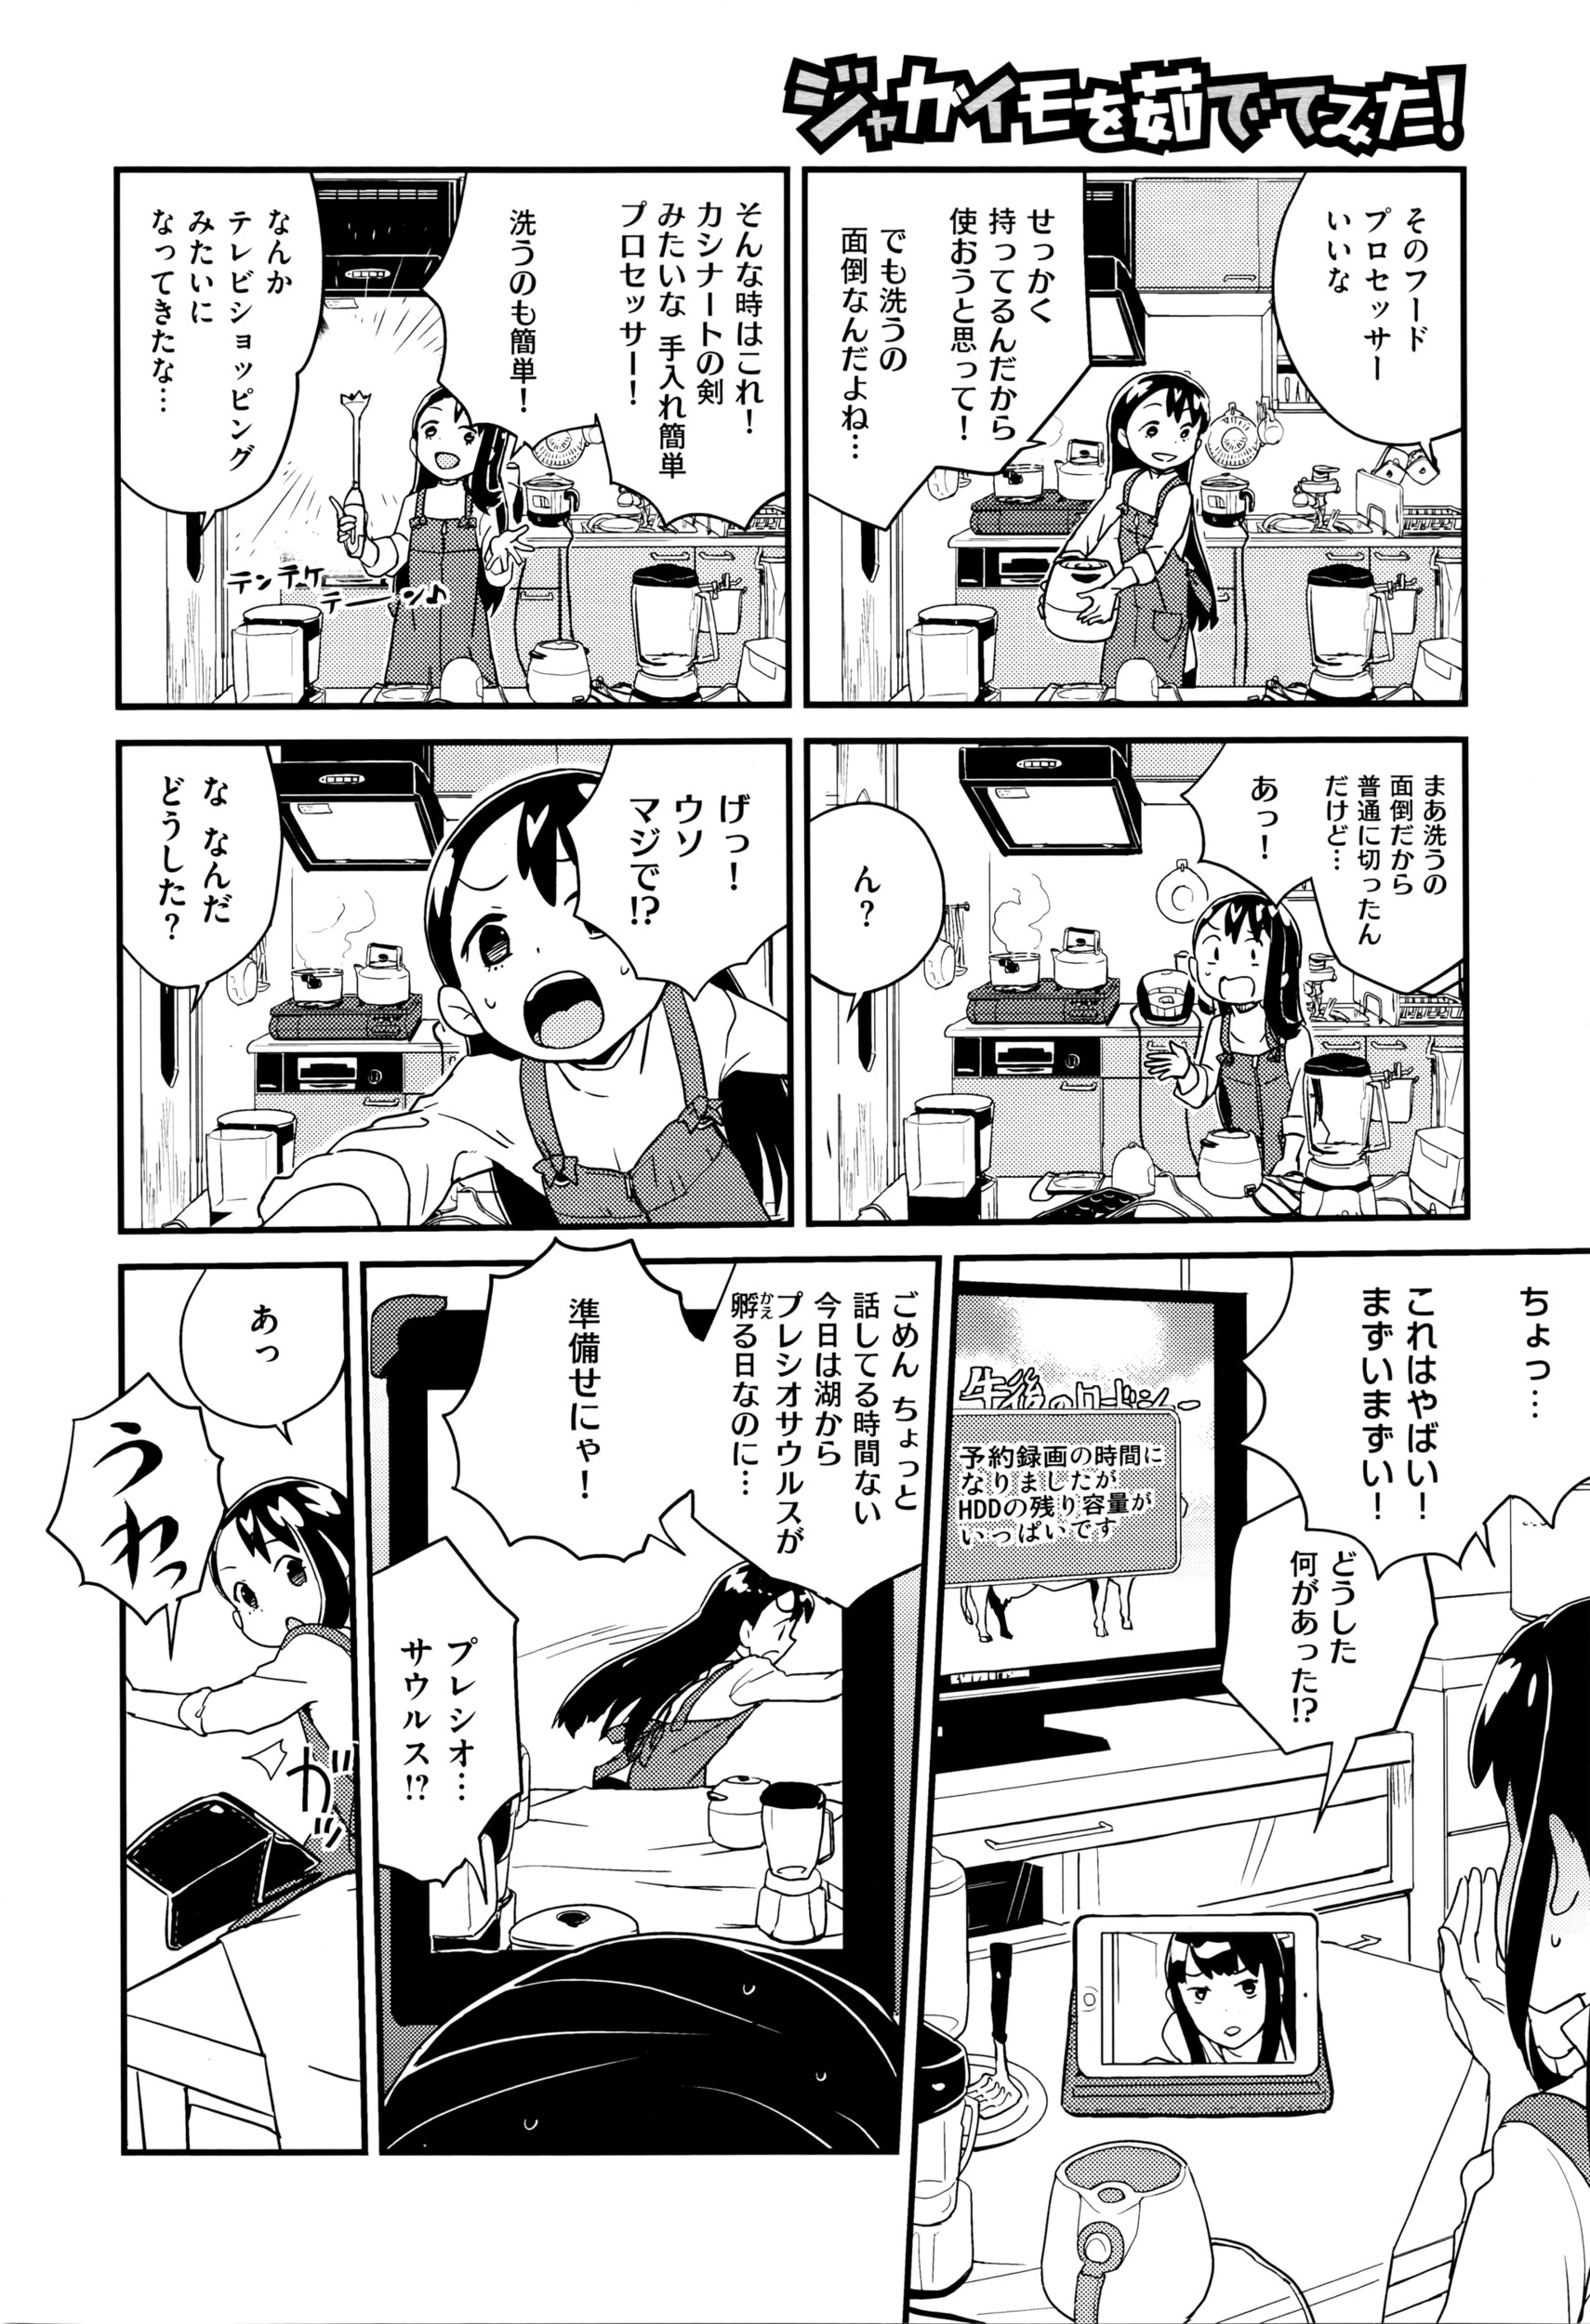 ジャガイモを茹でてみた!
そのフード
プロセッサー
いいな
せっかく
持ってるんだから
使おうと思って!
でも洗うの
面倒なんだよね…
そんな時はこれ!
カシナートの剣
みたいな 手入れ簡単
プロセッサー!
洗うのも簡単!
テンテケ
テーン♪
なんか
テレビショッピング
みたいに
なってきたな…
まあ洗うの
面倒だから
普通に切ったん
だけど…
あっ!
ん?
げっ!
ウソ
マジで!?
な なんだ
どうした?
ちょっ…
これはやばい!
まずいまずい!
午後のロードショー
予約録画の時間に
なりましたが
HDDの残り容量が
いっぱいです
どうした
何があった!?
ごめん ちょっと
話してる時間ない
今日は湖から
プレシオサウルスが
孵る日なのに…
かえ
準備せにゃ!
プレシオ…
サウルス!?
あっ
ガッ
うわっ